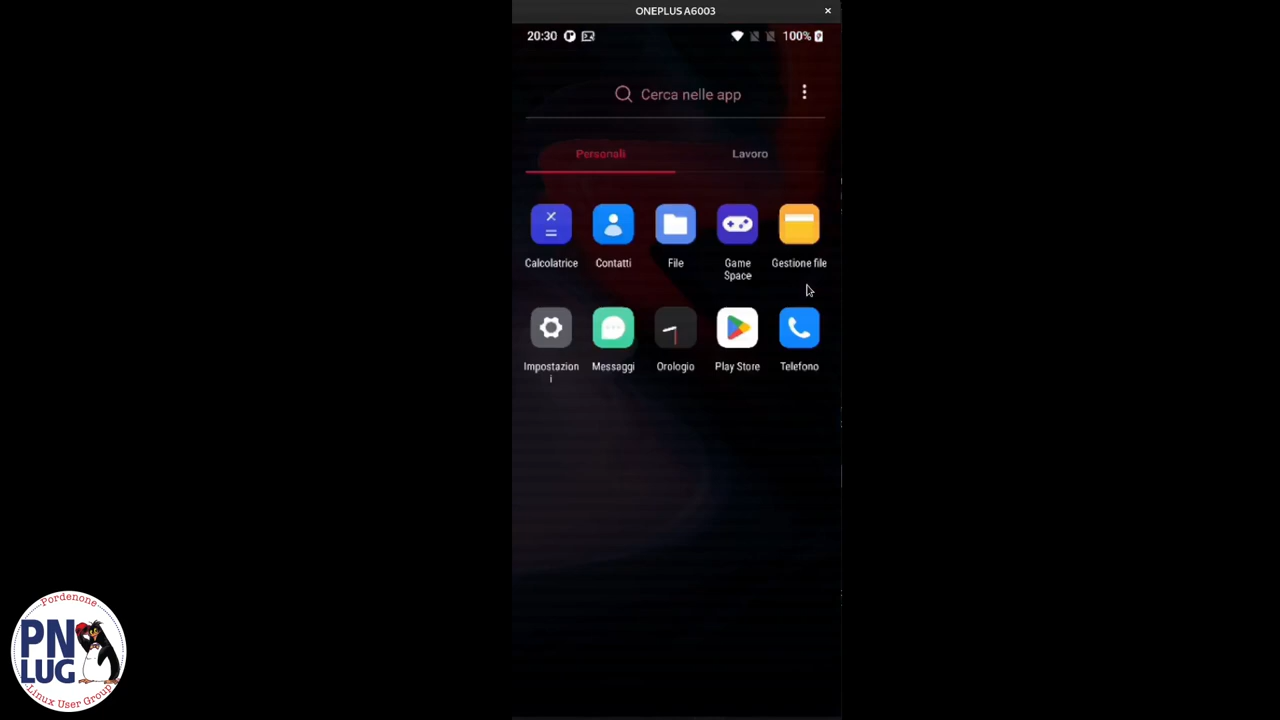 ONEPLUS A6003
×
20:30
100%
Cerca nelle app
Personali
Lavoro
Calcolatrice
Contatti
File
Game
Space
Gestione file
Impostazion
i
Messaggi
Orologio
Play Store
Telefono
Pordenone
PN
LUG
Linux User Group